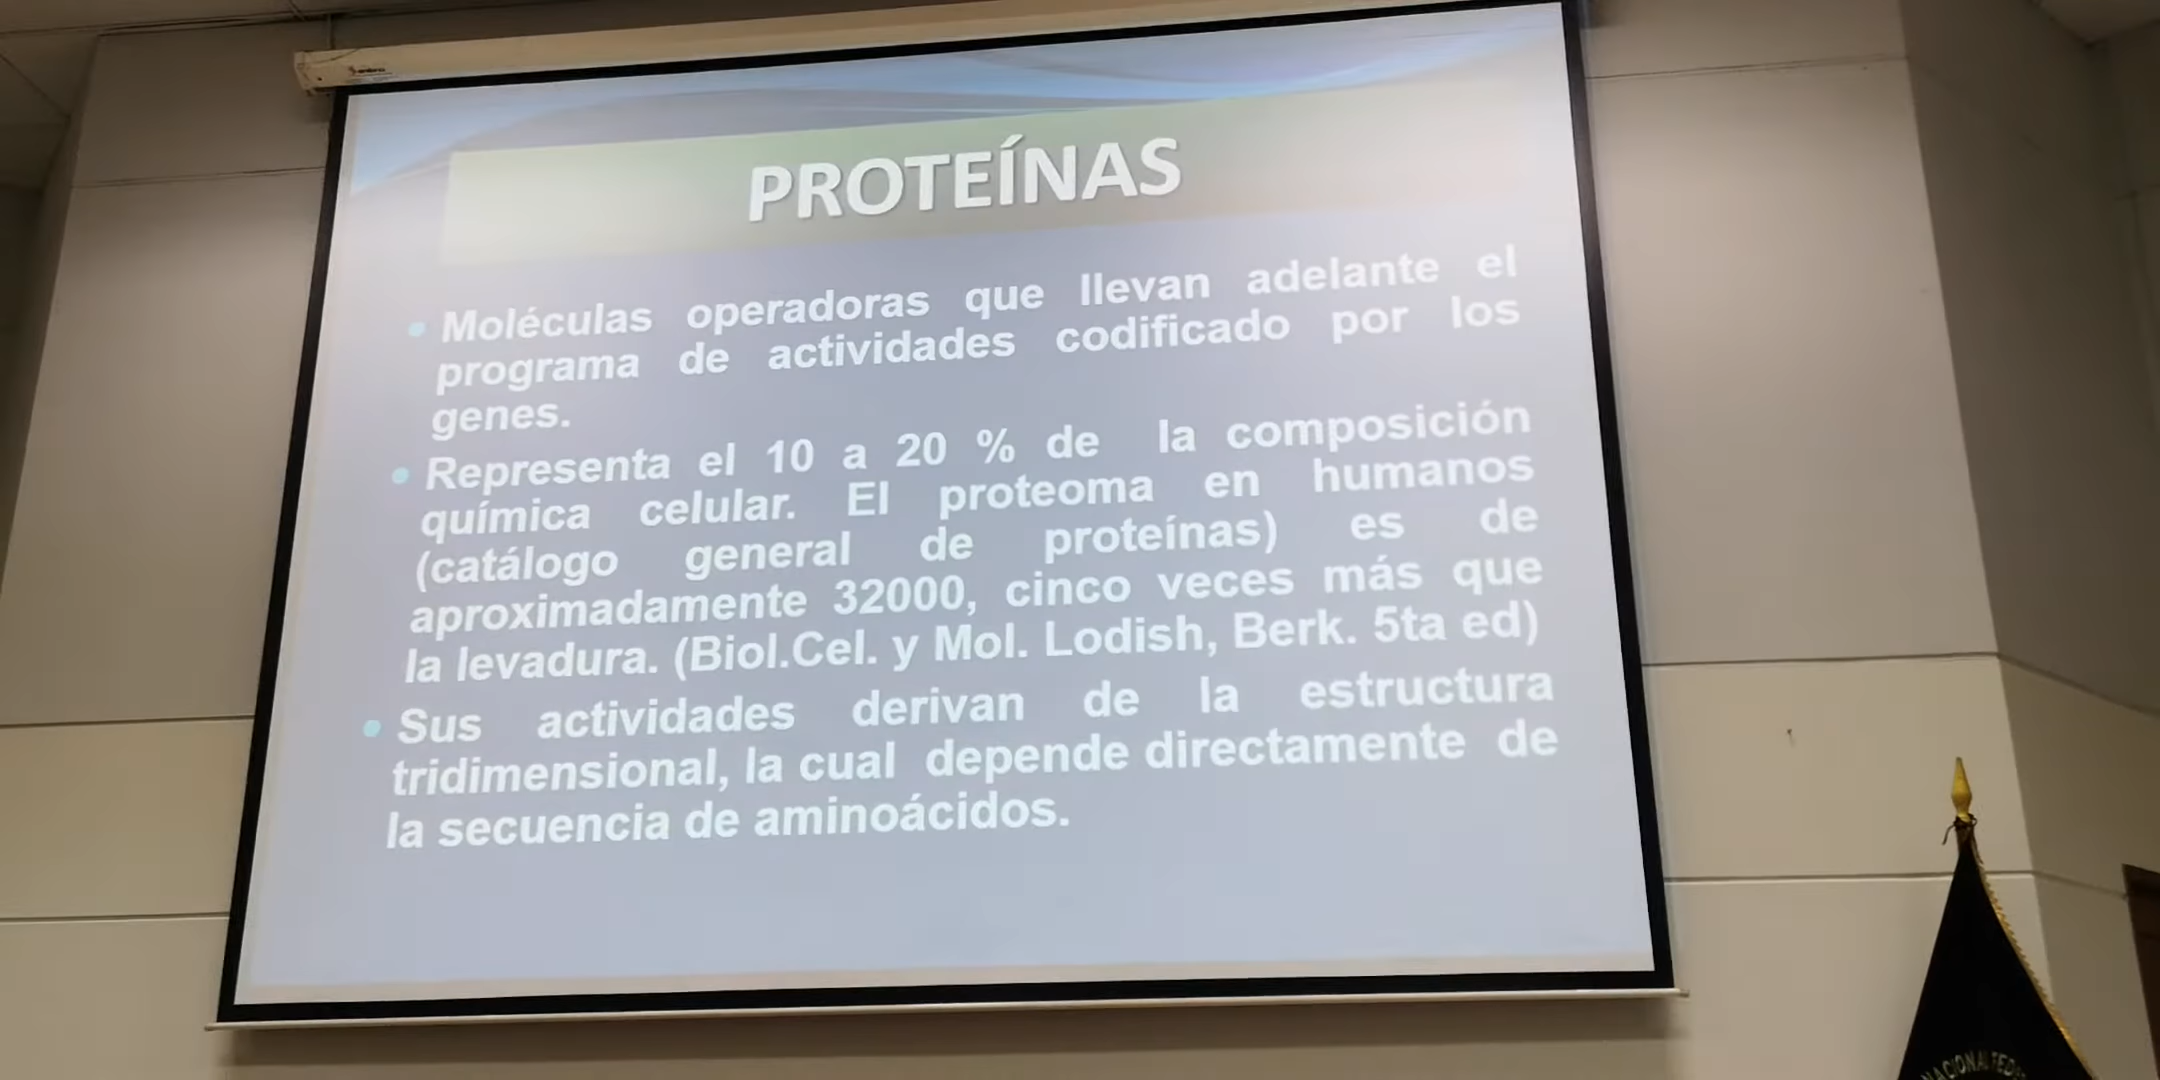 PROTEÍNAS
• Moléculas operadoras que llevan adelante el
programa de actividades codificado por los
genes.
• Representa el 10 a 20 % de la composición
química celular. El proteoma en humanos
(catálogo general de proteínas) es de
aproximadamente 32000, cinco veces más que
la levadura. (Biol.Cel. y Mol. Lodish, Berk. 5ta ed)
• Sus actividades derivan de la estructura
tridimensional, la cual depende directamente de
la secuencia de aminoácidos.
NACIONAL